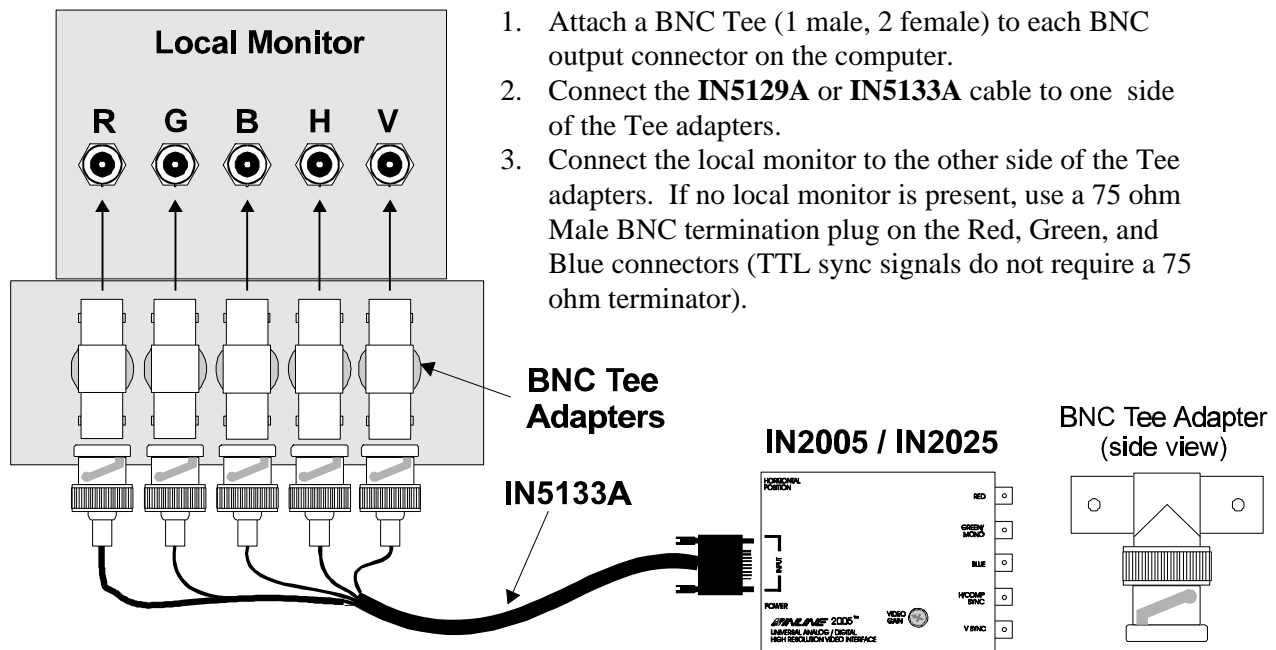 Local Monitor
R G B H V
1. Attach a BNC Tee (1 male, 2 female) to each BNC
output connector on the computer.
2. Connect the IN5129A or IN5133A cable to one side
of the Tee adapters.
3. Connect the local monitor to the other side of the Tee
adapters. If no local monitor is present, use a 75 ohm
Male BNC termination plug on the Red, Green, and
Blue connectors (TTL sync signals do not require a 75
ohm terminator).
BNC Tee
Adapters
IN5133A
IN2005 / IN2025
HORIZONTAL
POSITION
INPUT
POWER
INLINE 2005™
UNIVERSAL ANALOG / DIGITAL
HIGH RESOLUTION VIDEO INTERFACE
VIDEO
GAIN
RED
GREEN/
MONO
BLUE
H/COMP
SYNC
V SYNC
BNC Tee Adapter
(side view)